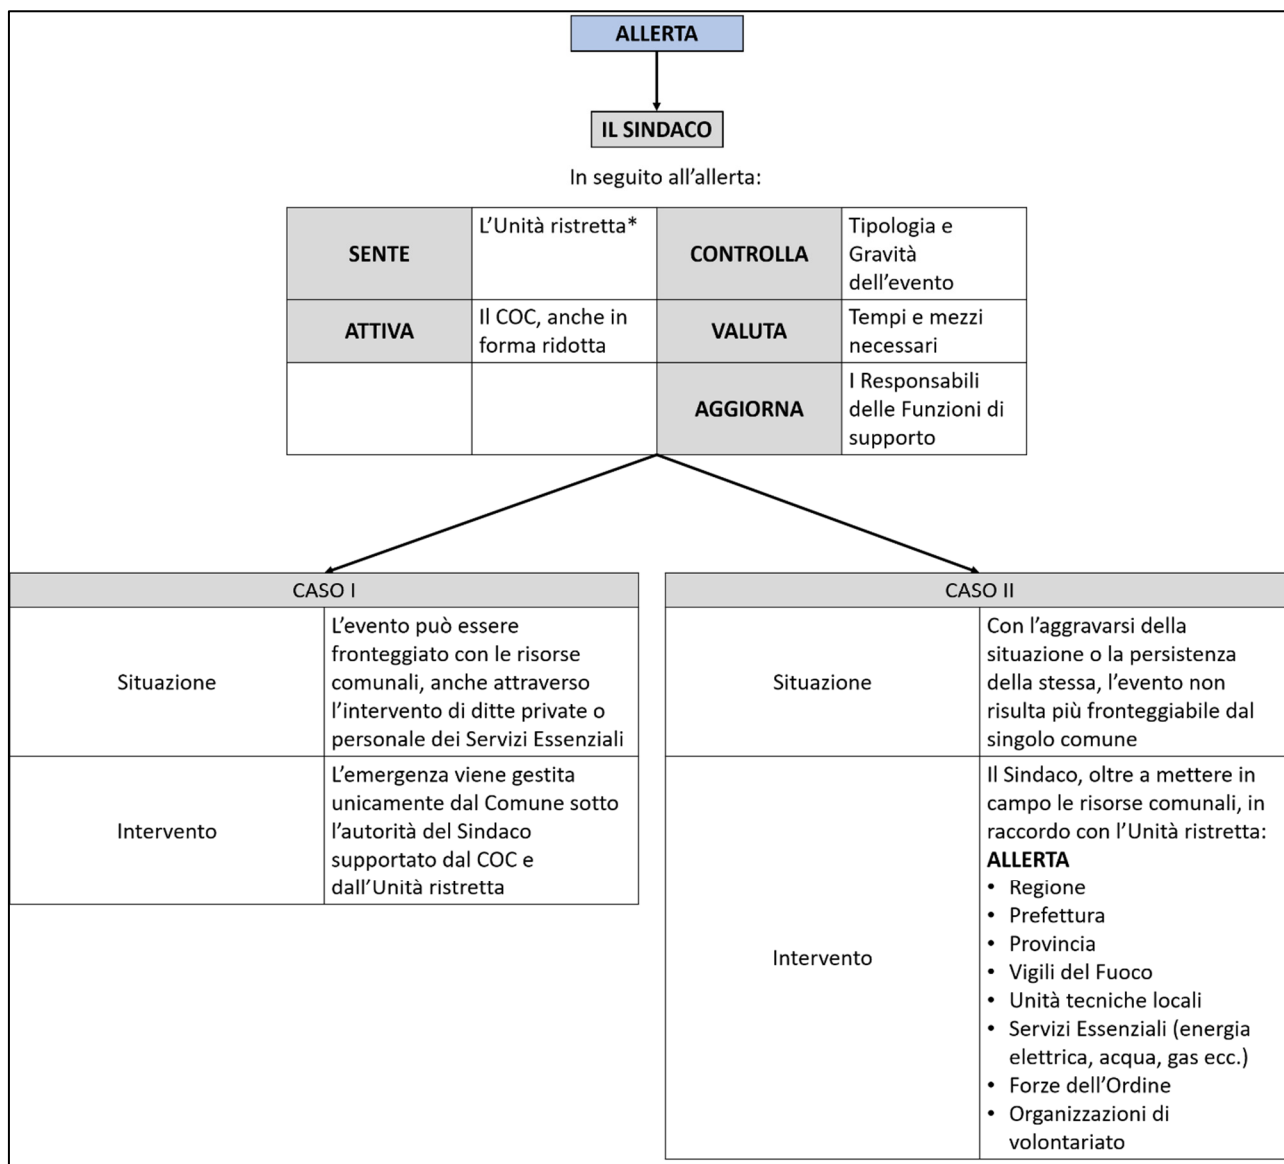 ALLERTA
IL SINDACO
In seguito all’allerta:
SENTE
L’Unità ristretta*
CONTROLLA
Tipologia e
Gravità
dell’evento
ATTIVA
Il COC, anche in
forma ridotta
VALUTA
Tempi e mezzi
necessari
AGGIORNA
I Responsabili
delle Funzioni di
supporto
CASO I
Situazione
L’evento può essere
fronteggiato con le risorse
comunali, anche attraverso
l’intervento di ditte private o
personale dei Servizi Essenziali
Intervento
L’emergenza viene gestita
unicamente dal Comune sotto
l’autorità del Sindaco
supportato dal COC e
dall’Unità ristretta
CASO II
Situazione
Con l’aggravarsi della
situazione o la persistenza
della stessa, l’evento non
risulta più fronteggiabile dal
singolo comune
Intervento
Il Sindaco, oltre a mettere in
campo le risorse comunali, in
raccordo con l’Unità ristretta:
ALLERTA
• Regione
• Prefettura
• Provincia
• Vigili del Fuoco
• Unità tecniche locali
• Servizi Essenziali (energia
elettrica, acqua, gas ecc.)
• Forze dell’Ordine
• Organizzazioni di
volontariato